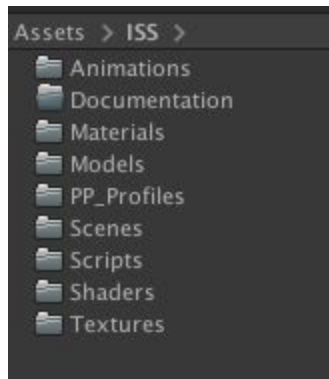 Assets > ISS >
Animations
Documentation
Materials
Models
PP_Profiles
Scenes
Scripts
Shaders
Textures